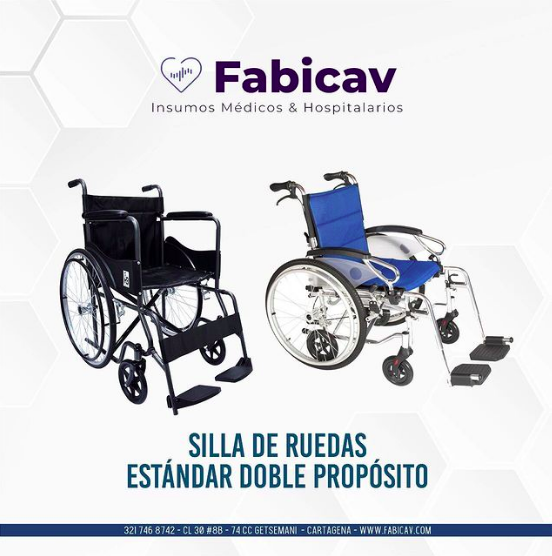 Fabicav
Insumos Médicos & Hospitalarios
SILLA DE RUEDAS
ESTÁNDAR DOBLE PROPÓSITO
321 746 8742 - CL 30 #8B - 74 CC GETSEMANI - CARTAGENA - WWW.FABICAV.COM